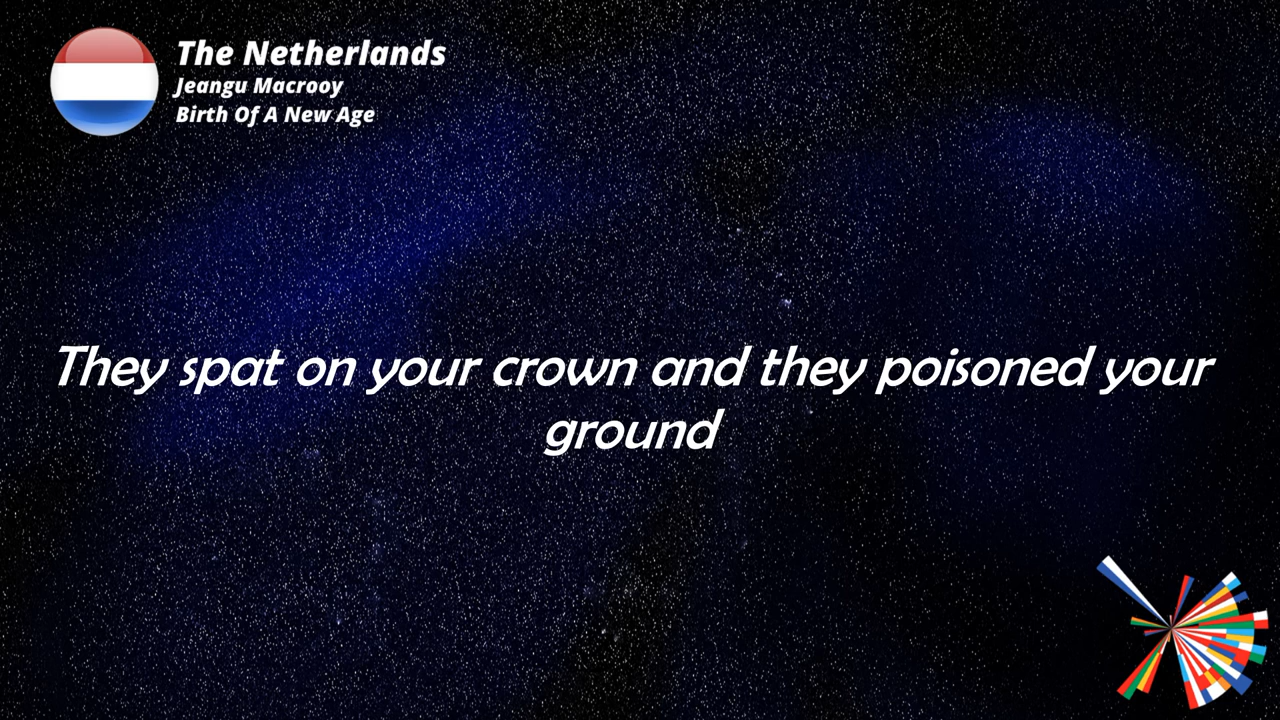 The Netherlands
Jeangu Macrooy
Birth Of A New Age
They spat on your crown and they poisoned your
ground